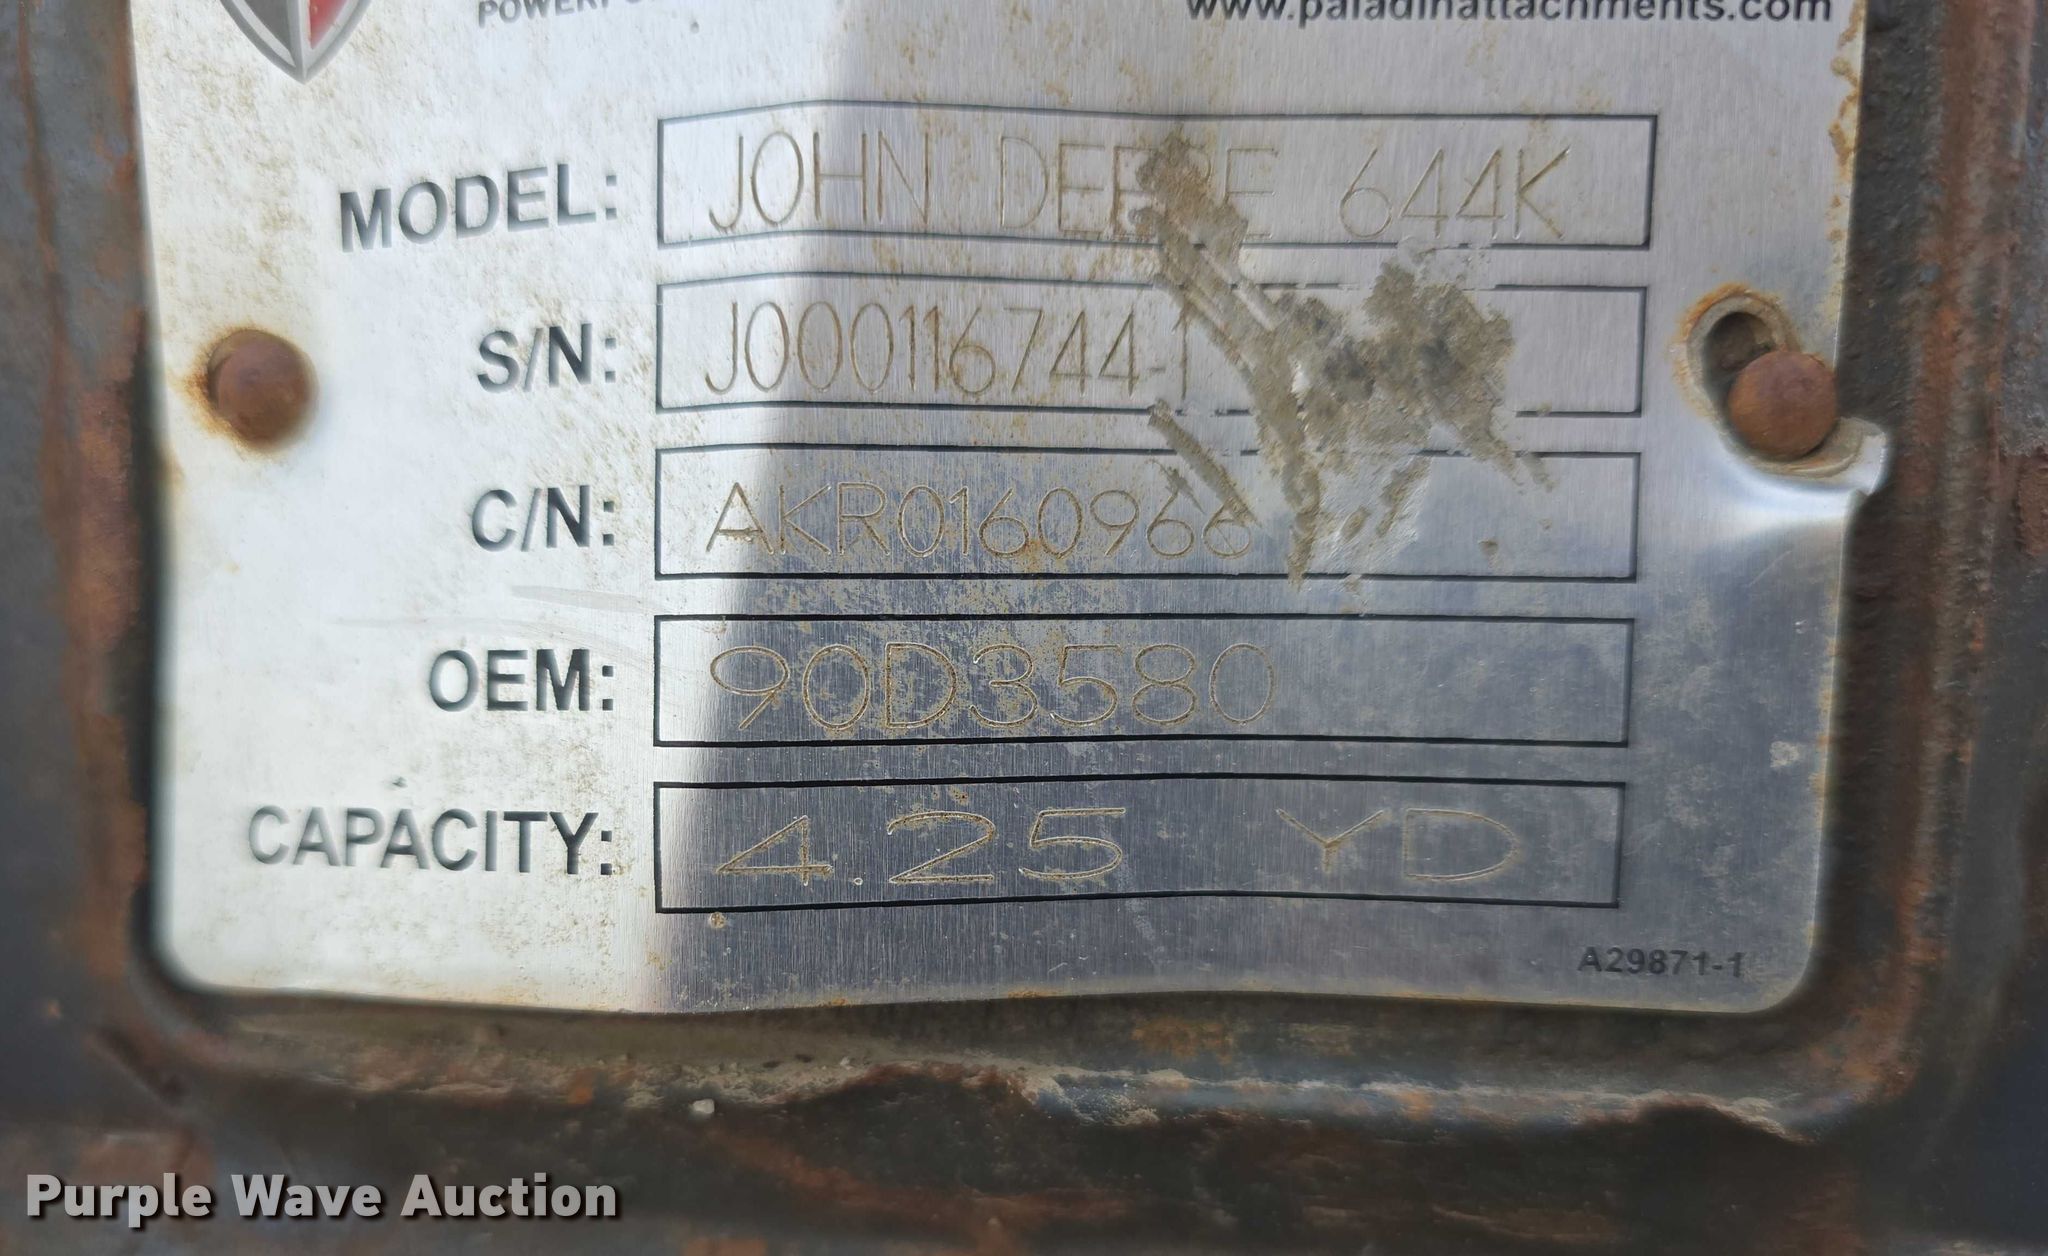 www.paladinattachments.com
MODEL: JOHN DEERE 644K
S/N: J000116744-1
C/N: AKR0160966
OEM: 90D3580
CAPACITY: 4.25 YD
A29871-1
Purple Wave Auction